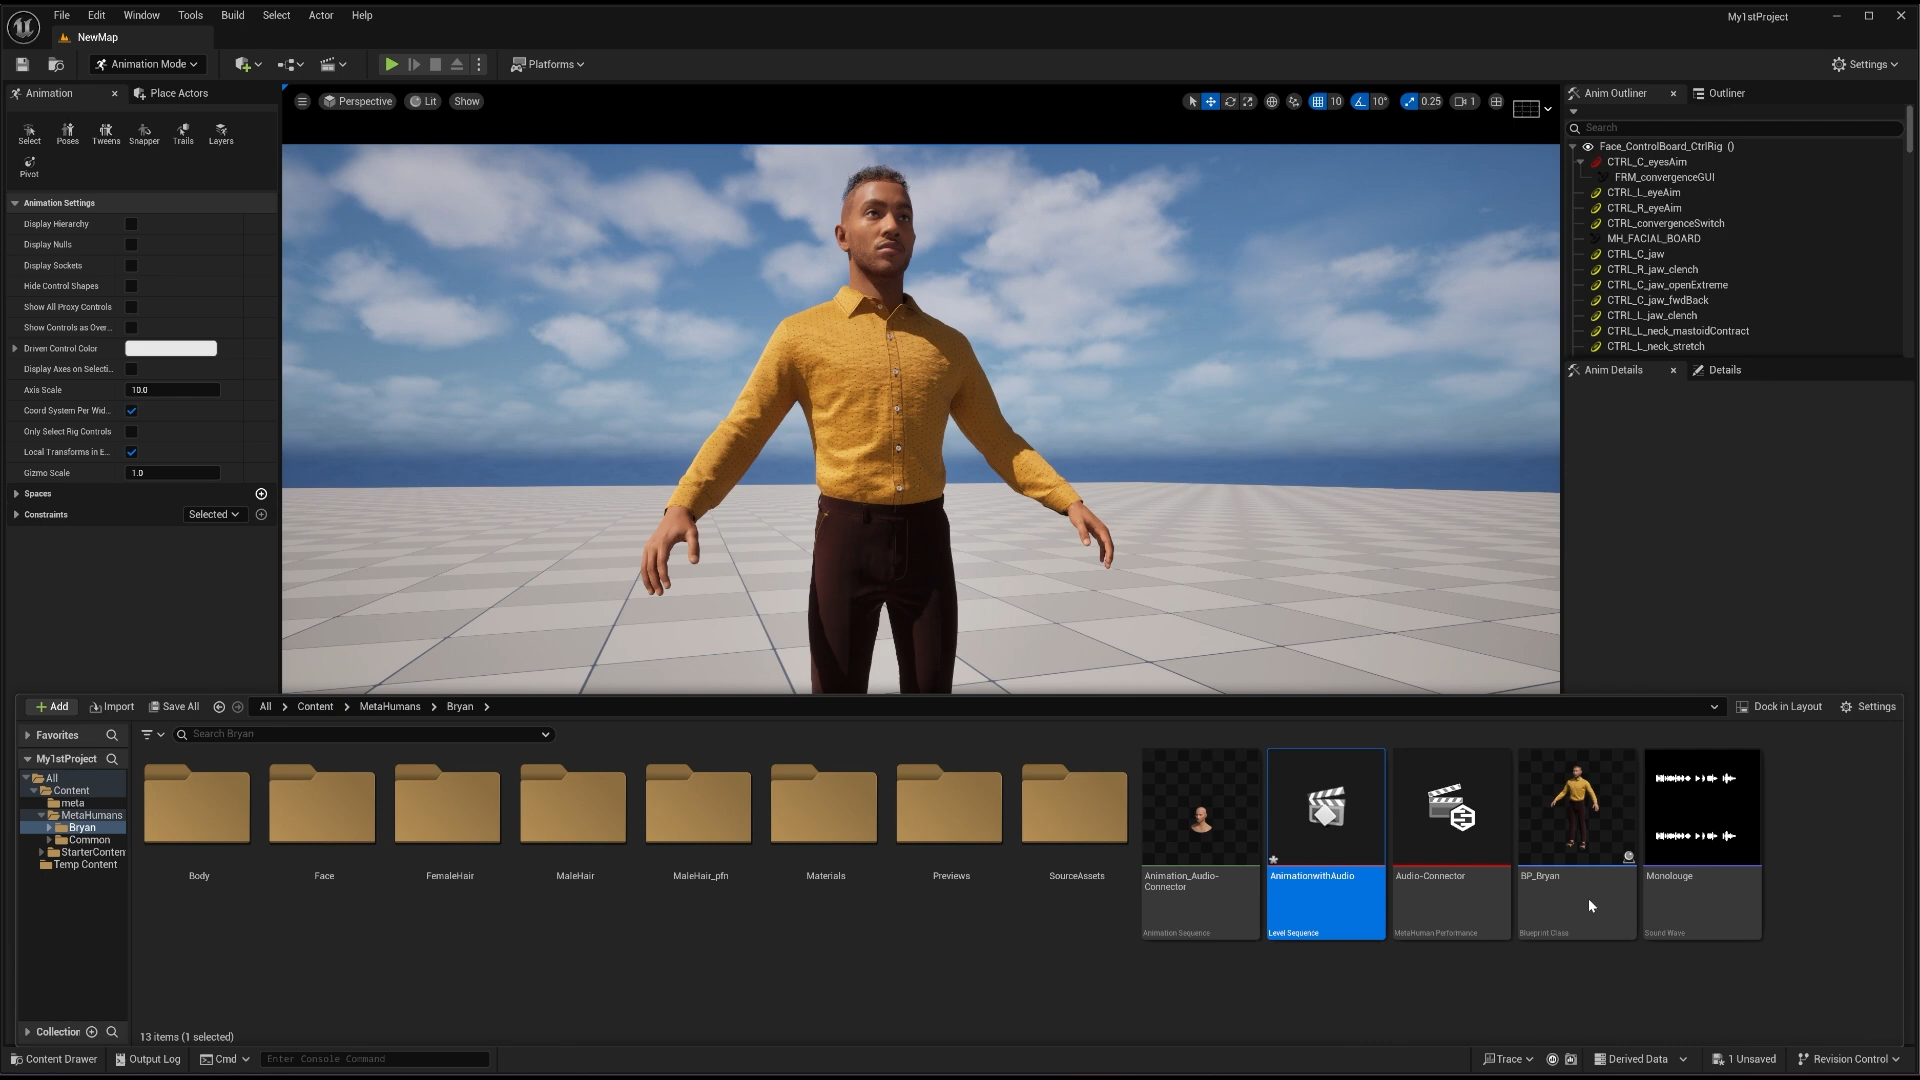 File Edit Window Tools Build Select Actor Help
My1stProject
NewMap
Animation Mode
Platforms
Settings
Animation
Place Actors
Perspective
Lit
Show
10
10°
0.25
1
Anim Outliner
Outliner
Select
Poses
Tweens
Snapper
Trails
Layers
Pivot
Search
Face_ControlBoard_CtrlRig ()
CTRL_C_eyesAim
FRM_convergenceGUI
CTRL_L_eyeAim
CTRL_R_eyeAim
CTRL_convergenceSwitch
MH_FACIAL_BOARD
CTRL_C_jaw
CTRL_R_jaw_clench
CTRL_C_jaw_openExtreme
CTRL_C_jaw_fwdBack
CTRL_L_jaw_clench
CTRL_L_neck_mastoidContract
CTRL_L_neck_stretch
Anim Details
Details
Animation Settings
Display Hierarchy
Display Nulls
Display Sockets
Hide Control Shapes
Show All Proxy Controls
Show Controls as Over...
Driven Control Color
Display Axes on Selecti...
Axis Scale
10.0
Coord System Per Wid...
Only Select Rig Controls
Local Transforms in E...
Gizmo Scale
1.0
Spaces
Constraints
Selected
Add
Import
Save All
All
Content
MetaHumans
Bryan
Dock in Layout
Settings
Favorites
Search Bryan
My1stProject
All
Content
meta
MetaHumans
Bryan
Common
StarterConten
Temp Content
Body
Face
FemaleHair
MaleHair
MaleHair_pfn
Materials
Previews
SourceAssets
Animation_Audio-
Connector
Animation Sequence
AnimationwithAudio
Level Sequence
Audio-Connector
MetaHuman Performance
BP_Bryan
Blueprint Class
Monolouge
Sound Wave
Collection
13 items (1 selected)
Content Drawer
Output Log
Cmd
Enter Console Command
Trace
Derived Data
1 Unsaved
Revision Control